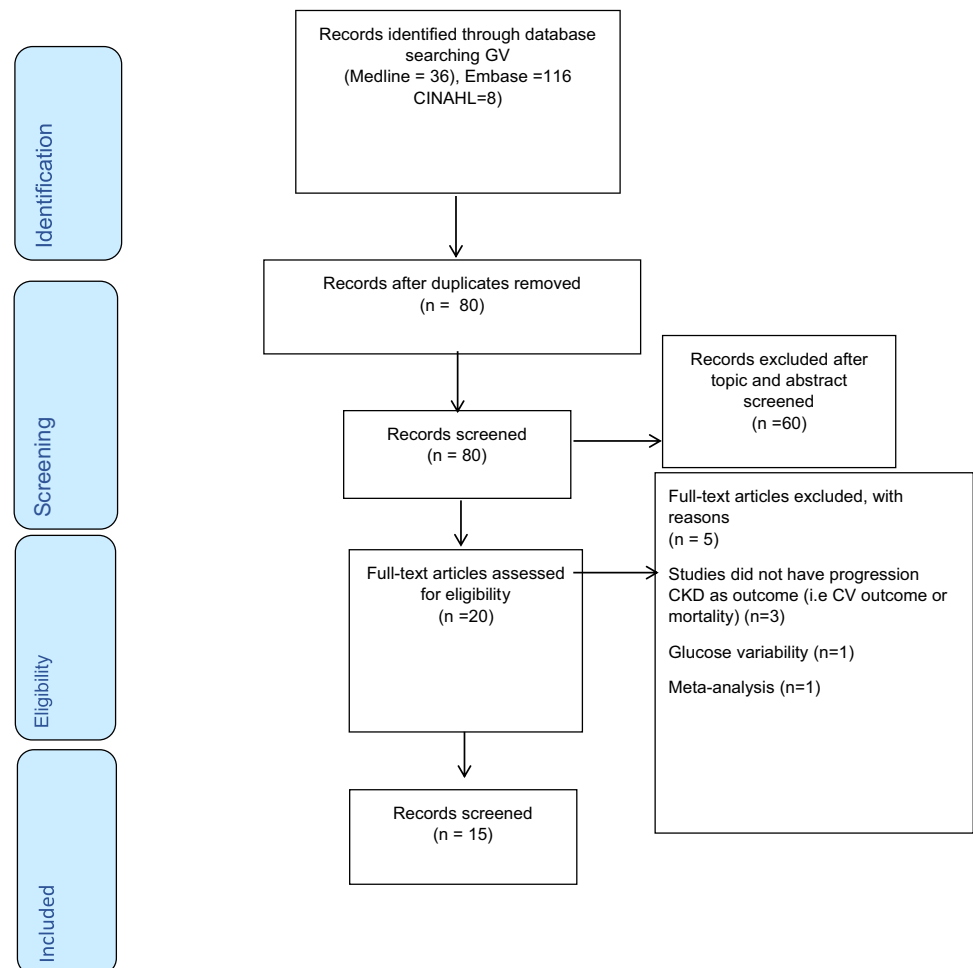 Identification
Records identified through database
searching GV
(Medline = 36), Embase =116
CINAHL=8)
Screening
Records after duplicates removed
(n = 80)
Records screened
(n = 80)
Records excluded after
topic and abstract
screened
(n =60)
Eligibility
Full-text articles assessed
for eligibility
(n =20)
Full-text articles excluded, with
reasons
(n = 5)
Studies did not have progression
CKD as outcome (i.e CV outcome or
mortality) (n=3)
Glucose variability (n=1)
Meta-analysis (n=1)
Included
Records screened
(n = 15)